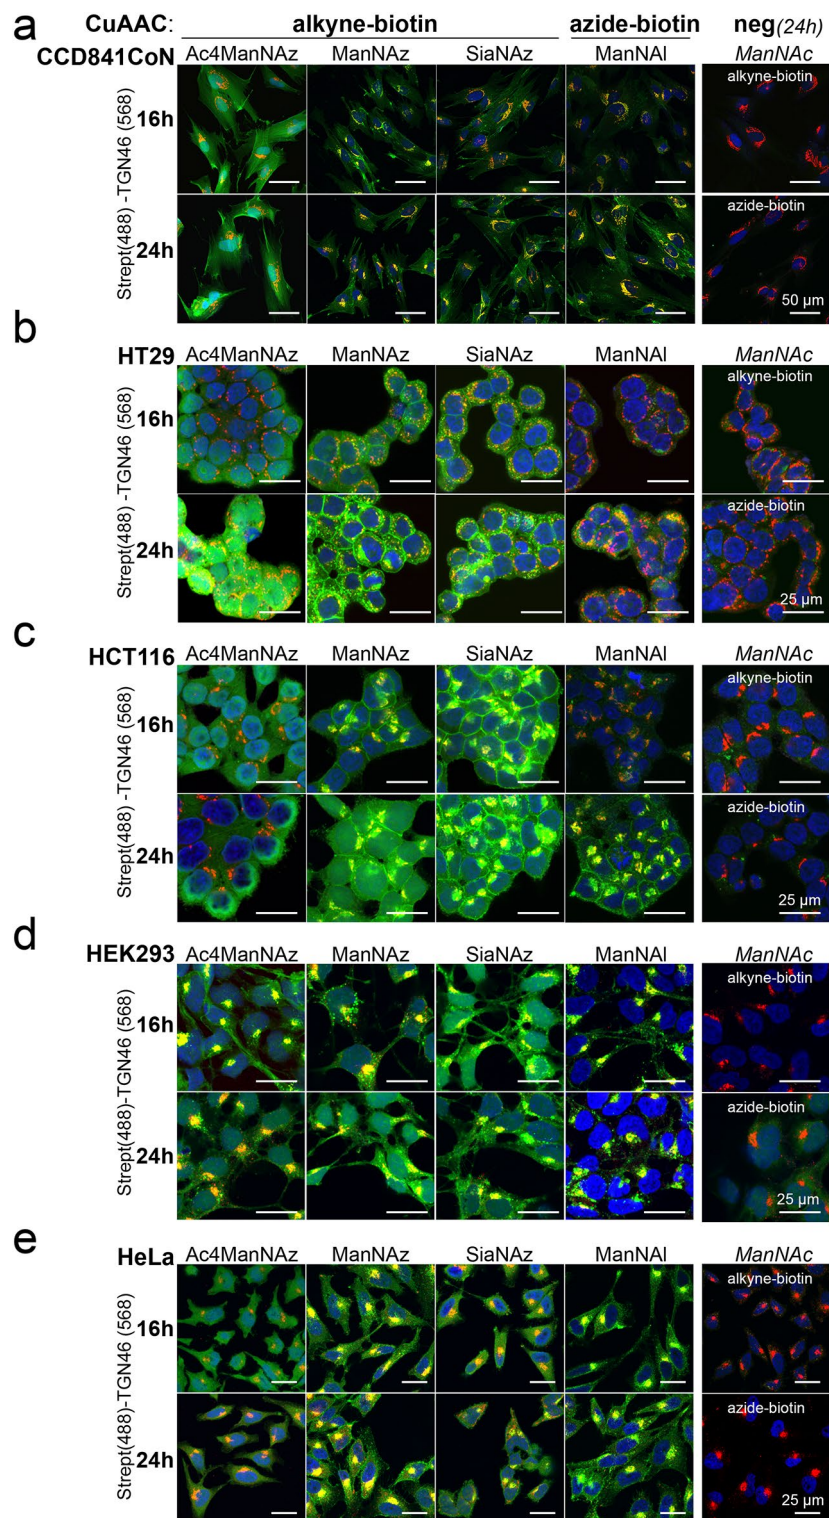 a CuAAC: alkyne-biotin azide-biotin neg(24h)
CCD841CoN Ac4ManNAz ManNAz SiaNAz ManNAl ManNAc
Strept(488) -TGN46 (568)
16h
alkyne-biotin
24h
azide-biotin
50 µm
b
HT29 Ac4ManNAz ManNAz SiaNAz ManNAl ManNAc
Strept(488) -TGN46 (568)
16h
alkyne-biotin
24h
azide-biotin
25 µm
c
HCT116 Ac4ManNAz ManNAz SiaNAz ManNAl ManNAc
Strept(488) -TGN46 (568)
16h
alkyne-biotin
24h
azide-biotin
25 µm
d
HEK293 Ac4ManNAz ManNAz SiaNAz ManNAl ManNAc
Strept(488)-TGN46 (568)
16h
alkyne-biotin
24h
azide-biotin
25 µm
e
HeLa Ac4ManNAz ManNAz SiaNAz ManNAl ManNAc
Strept(488)-TGN46 (568)
16h
alkyne-biotin
24h
azide-biotin
25 µm